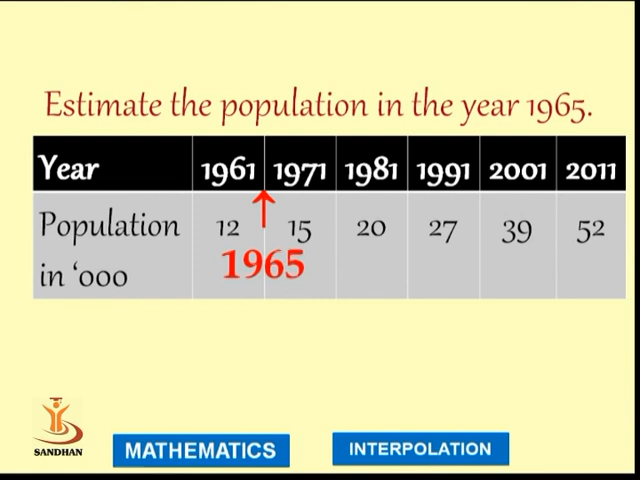 Estimate the population in the year 1965.
Year 1961 1971 1981 1991 2001 2011
Population 12 15 20 27 39 52
in ‘000
1965
SANDHAN
MATHEMATICS
INTERPOLATION